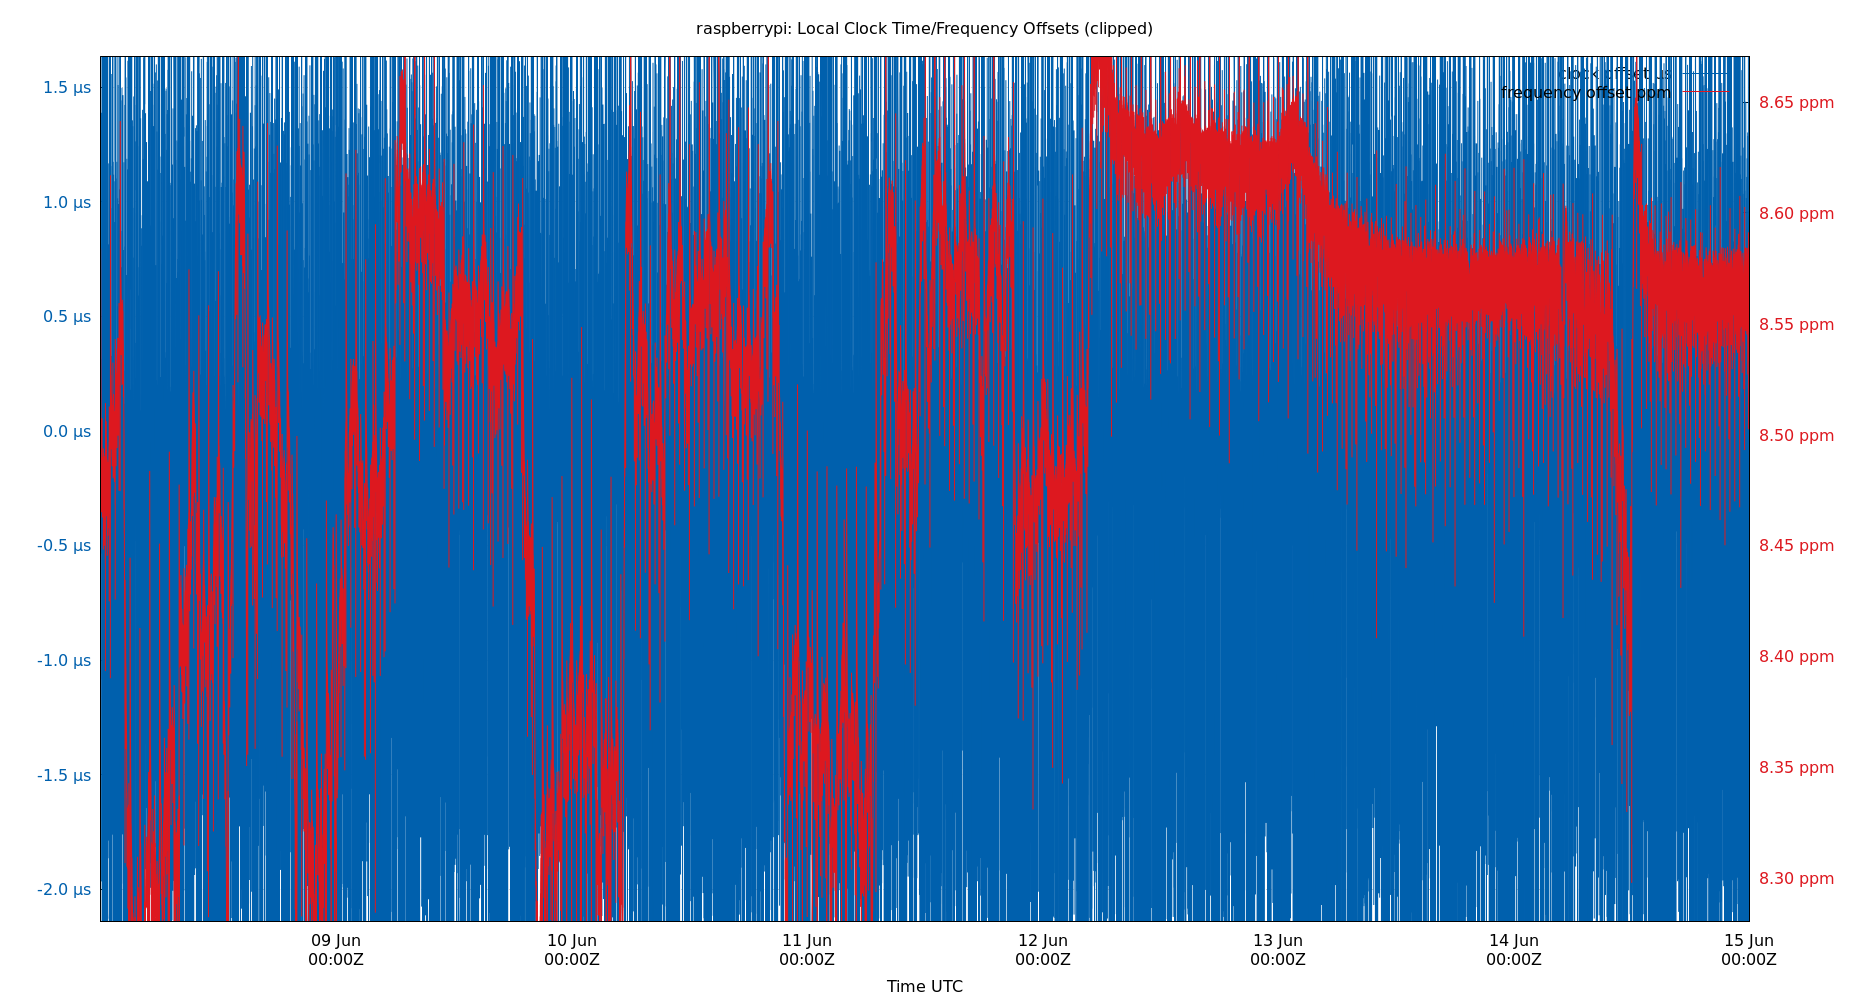 raspberrypi: Local Clock Time/Frequency Offsets (clipped)
clock offset µs
frequency offset ppm
1.5 µs
1.0 µs
0.5 µs
0.0 µs
-0.5 µs
-1.0 µs
-1.5 µs
-2.0 µs
8.65 ppm
8.60 ppm
8.55 ppm
8.50 ppm
8.45 ppm
8.40 ppm
8.35 ppm
8.30 ppm
09 Jun
00:00Z
10 Jun
00:00Z
11 Jun
00:00Z
12 Jun
00:00Z
13 Jun
00:00Z
14 Jun
00:00Z
15 Jun
00:00Z
Time UTC